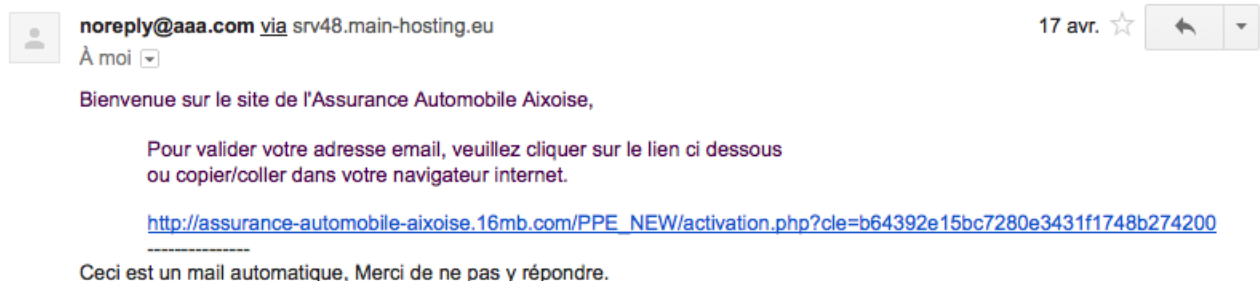 noreply@aaa.com via srv48.main-hosting.eu 17 avr.
À moi
Bienvenue sur le site de l'Assurance Automobile Aixoise,
Pour valider votre adresse email, veuillez cliquer sur le lien ci dessous
ou copier/coller dans votre navigateur internet.
http://assurance-automobile-aixoise.16mb.com/PPE_NEW/activation.php?cle=b64392e15bc7280e3431f1748b274200
---------------
Ceci est un mail automatique, Merci de ne pas y répondre.